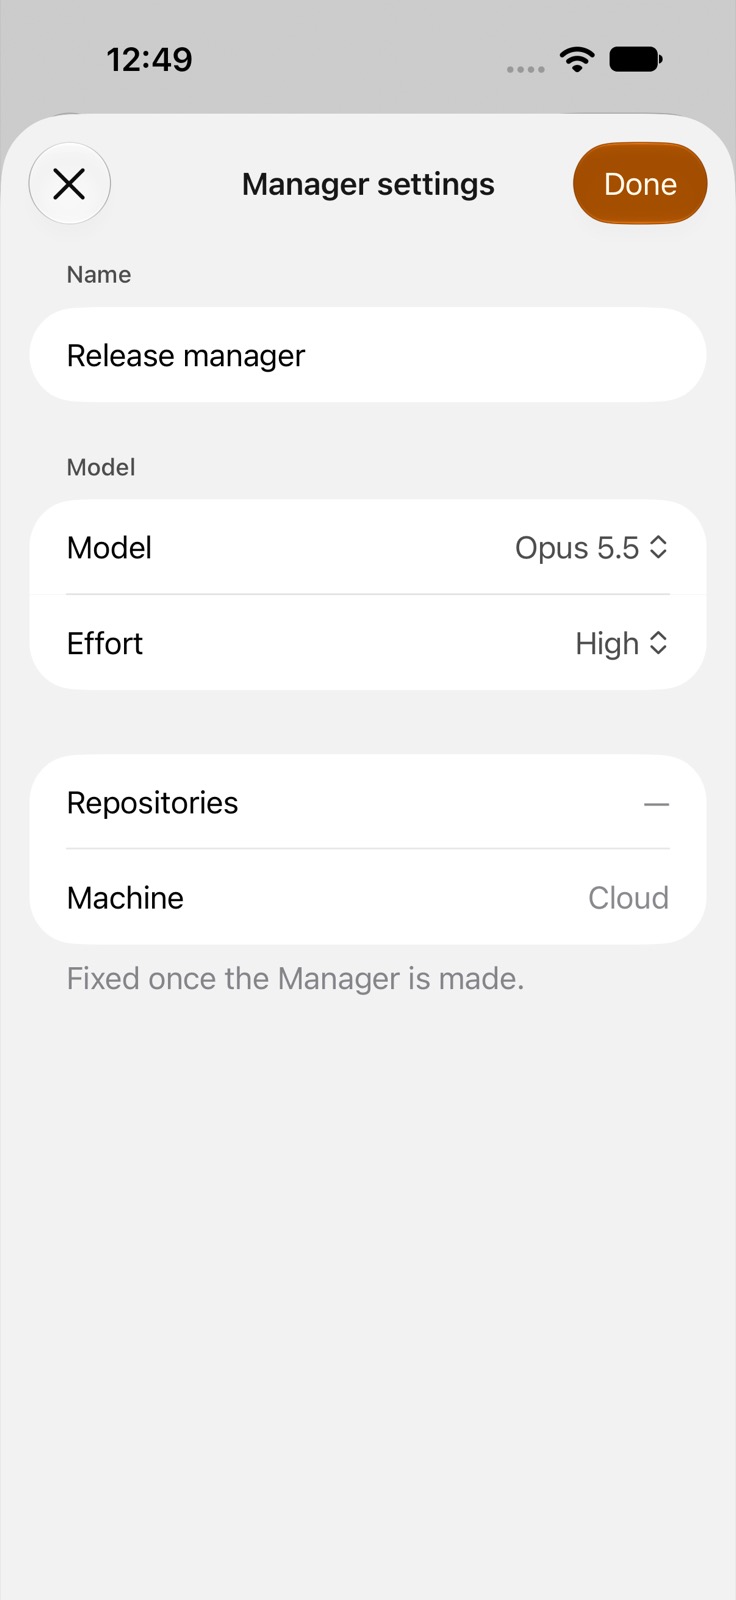 12:49
Manager settings
Done
Name
Release manager
Model
Model
Opus 5.5
Effort
High
Repositories
—
Machine
Cloud
Fixed once the Manager is made.